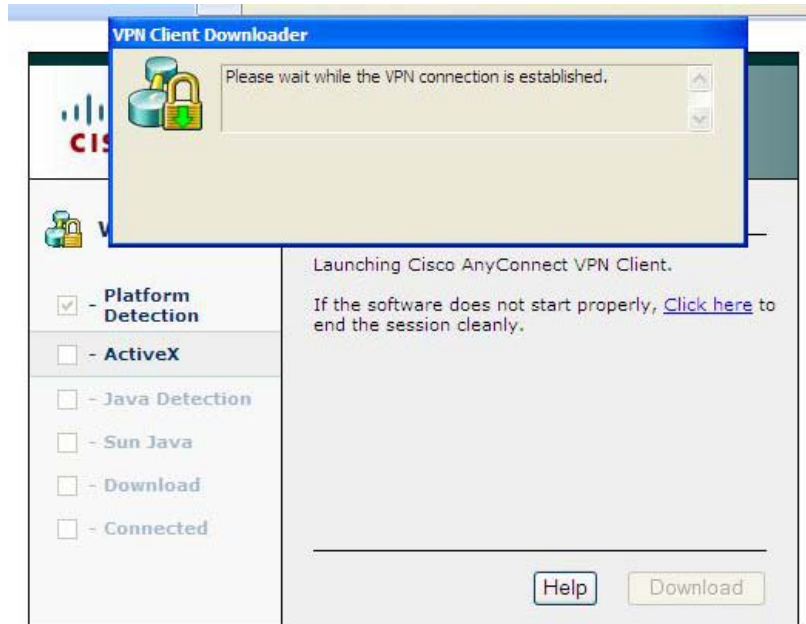 VPN Client Downloader
Please wait while the VPN connection is established.
CIS
Launching Cisco AnyConnect VPN Client.
If the software does not start properly, Click here to
end the session cleanly.
- Platform
Detection
- ActiveX
- Java Detection
- Sun Java
- Download
- Connected
Help
Download